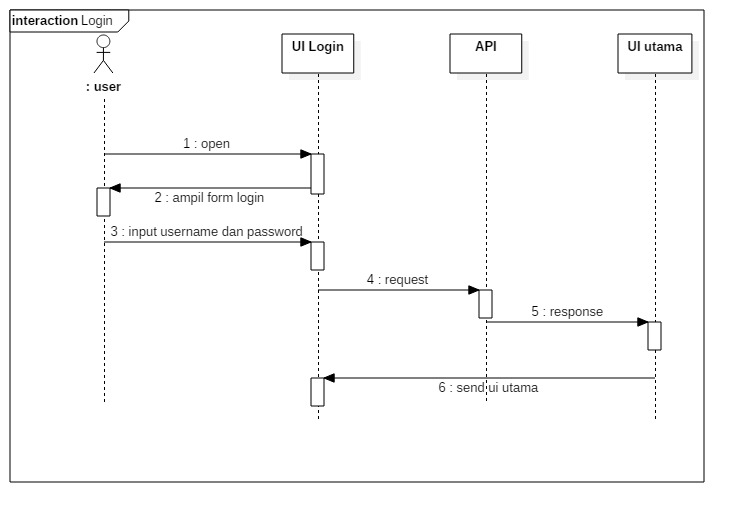 interaction Login
UI Login
API
UI utama
: user
1 : open
2 : ampil form login
3 : input username dan password
4 : request
5 : response
6 : send ui utama